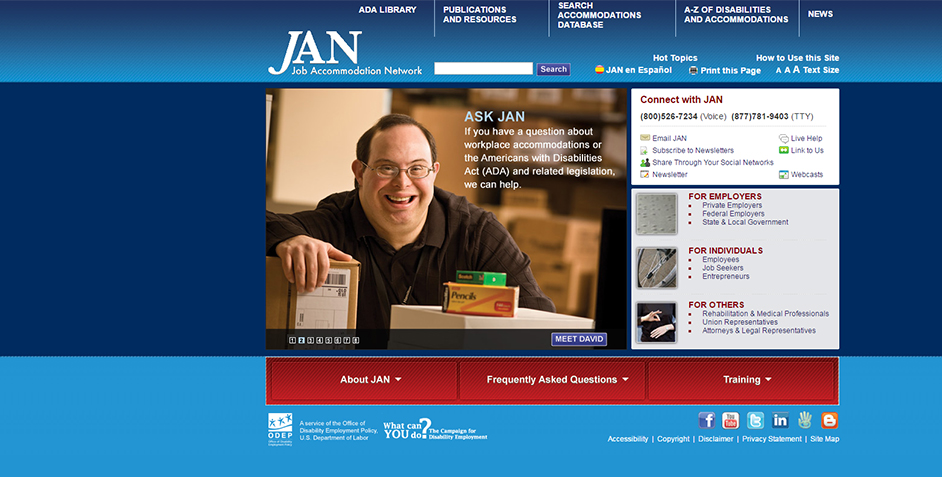 ADA LIBRARY
PUBLICATIONS
AND RESOURCES
SEARCH
ACCOMMODATIONS
DATABASE
A-Z OF DISABILITIES
AND ACCOMMODATIONS
NEWS
JAN
Job Accommodation Network
Search
Hot Topics
How to Use this Site
JAN en Español
Print this Page
A A A Text Size
ASK JAN
If you have a question about
workplace accommodations or
the Americans with Disabilities
Act (ADA) and related legislation,
we can help.
Scotch
Pencils
1 2 3 4 5 6 7 8
MEET DAVID
Connect with JAN
(800)526-7234 (Voice) (877)781-9403 (TTY)
Email JAN
Live Help
Subscribe to Newsletters
Link to Us
Share Through Your Social Networks
Newsletter
Webcasts
FOR EMPLOYERS
Private Employers
Federal Employers
State & Local Government
FOR INDIVIDUALS
Employees
Job Seekers
Entrepreneurs
FOR OTHERS
Rehabilitation & Medical Professionals
Union Representatives
Attorneys & Legal Representatives
About JAN
Frequently Asked Questions
Training
ODEP
A service of the Office of
Disability Employment Policy,
U.S. Department of Labor
What can
YOU do?
The Campaign for
Disability Employment
You Tube
Accessibility | Copyright | Disclaimer | Privacy Statement | Site Map